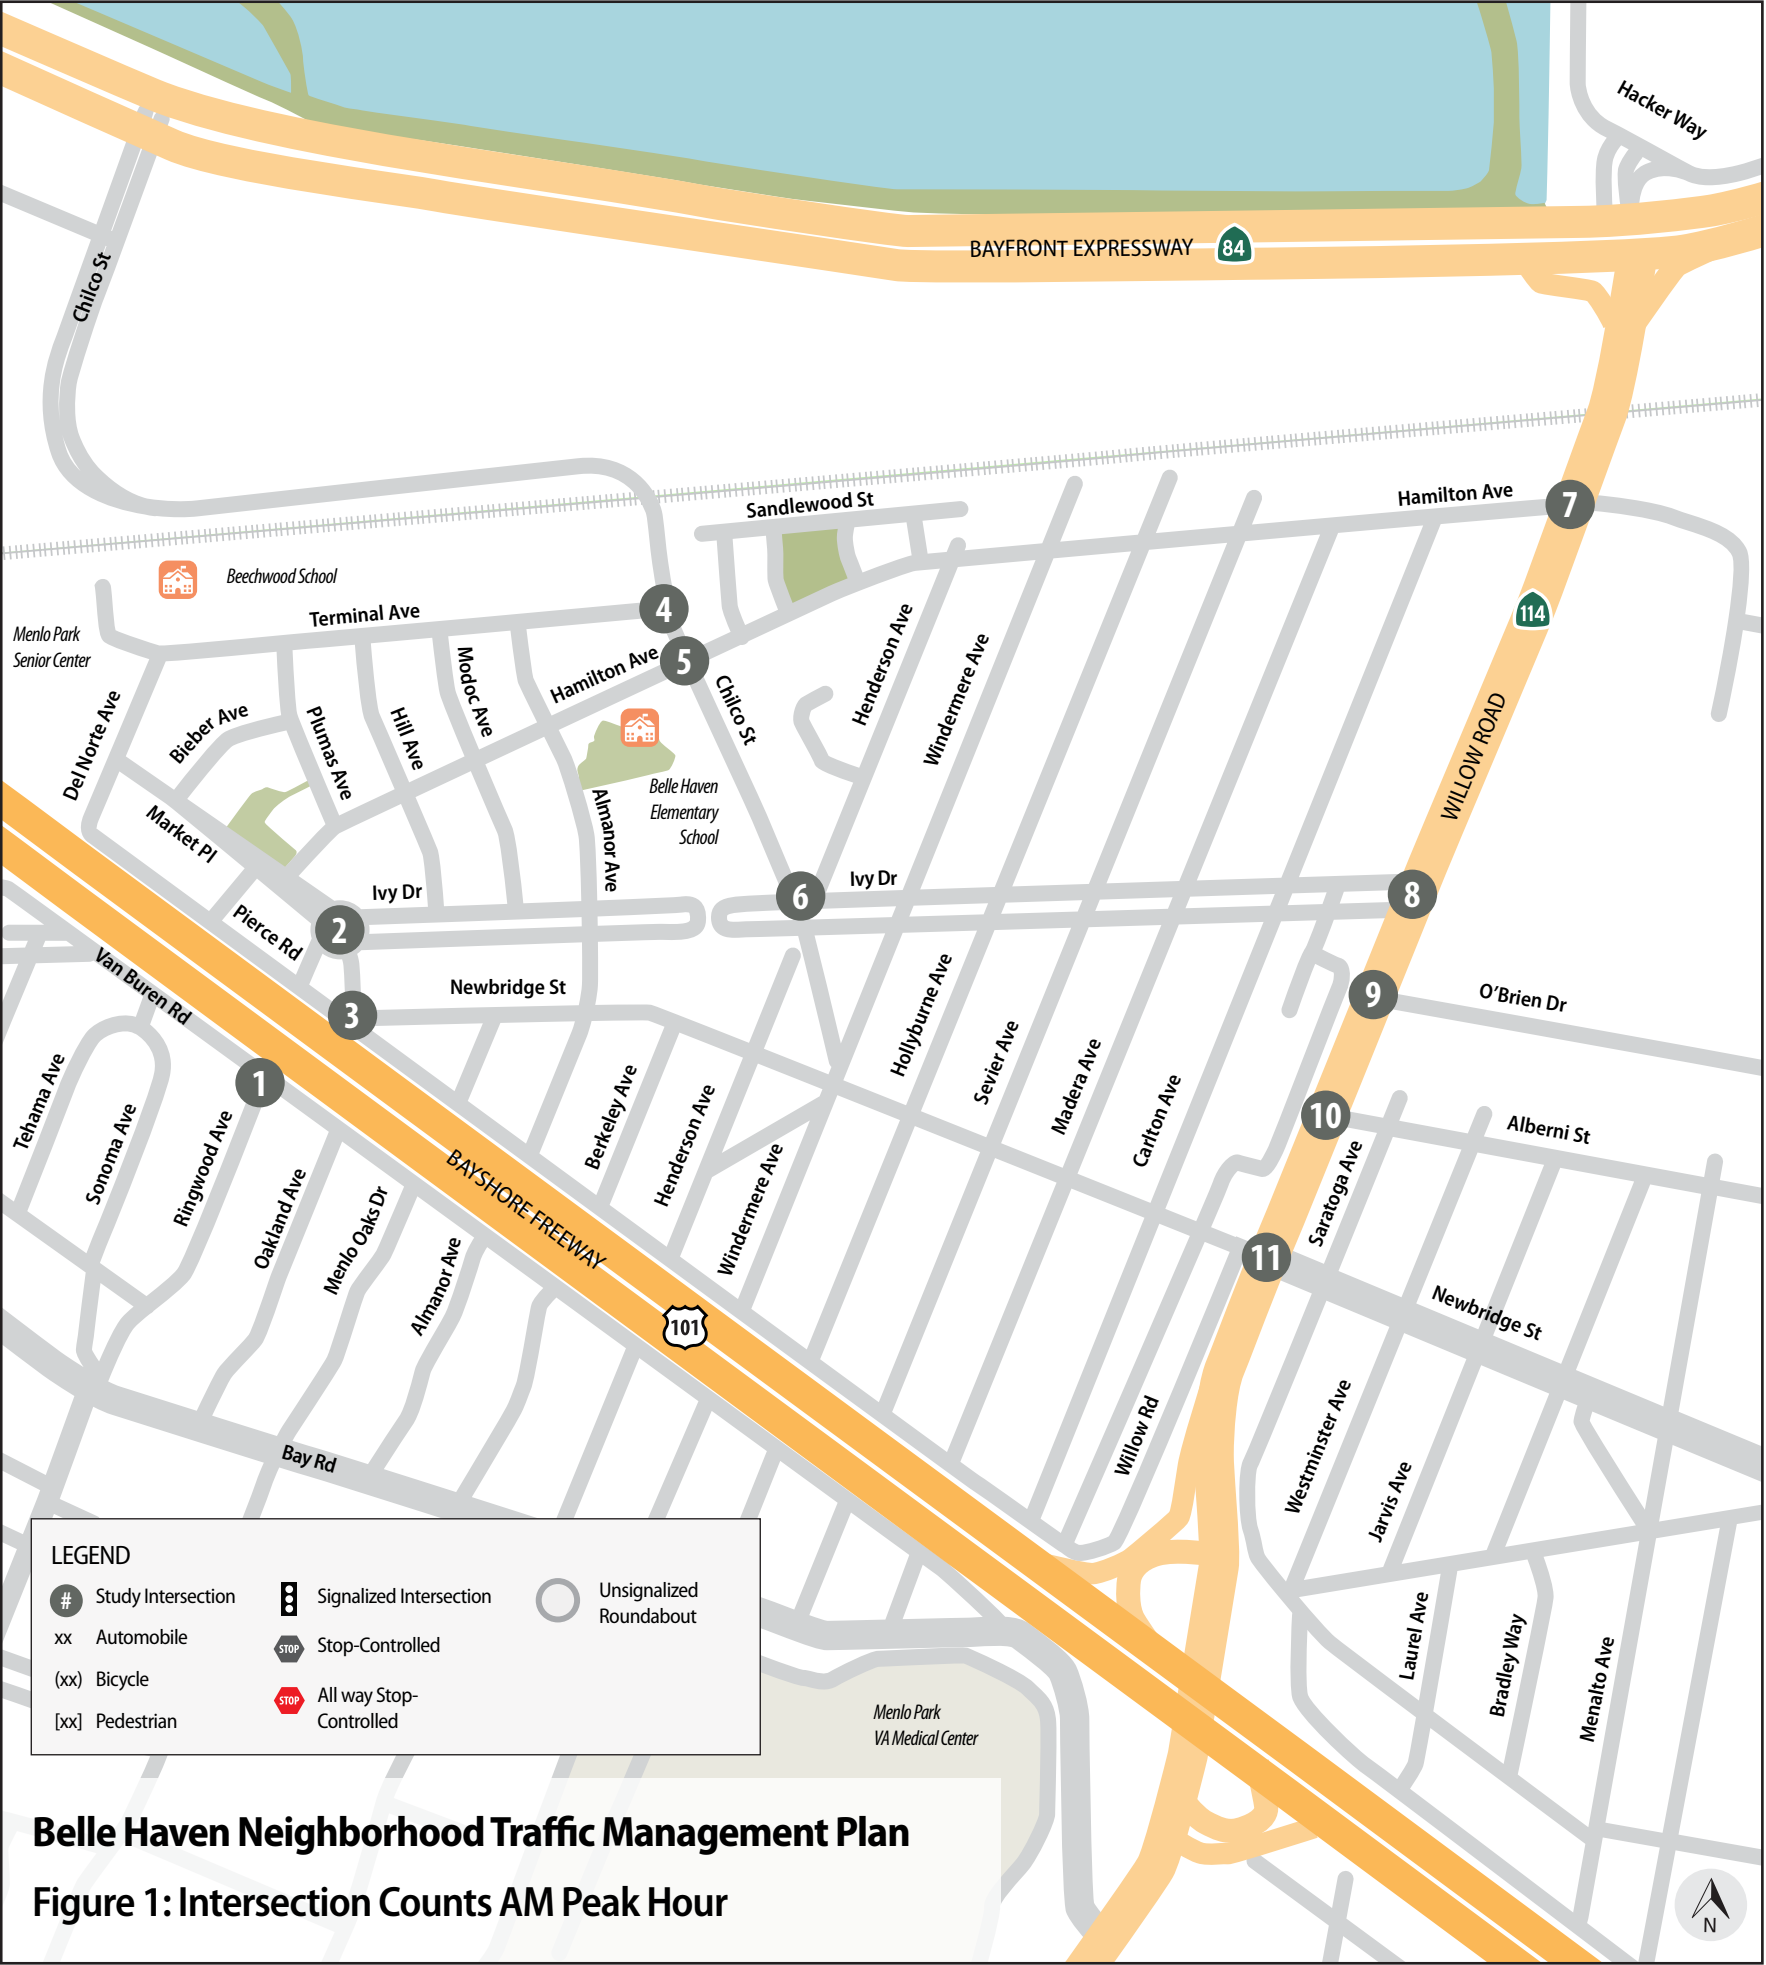 Hacker Way
BAYFRONT EXPRESSWAY
84
Chilco St
Sandlewood St
Hamilton Ave
7
Beechwood School
Terminal Ave
4
114
Menlo Park
Senior Center
Hamilton Ave
5
Henderson Ave
Windermere Ave
Modoc Ave
Chilco St
Del Norte Ave
Bieber Ave
Plumas Ave
Hill Ave
WILLOW ROAD
Belle Haven
Elementary
School
Almanor Ave
Market Pl
Ivy Dr
6
Ivy Dr
8
Pierce Rd
2
Van Buren Rd
Newbridge St
3
9
O'Brien Dr
Hollyburne Ave
Sevier Ave
Madera Ave
Carlton Ave
Tehama Ave
1
Berkeley Ave
Henderson Ave
10
Alberni St
Sonoma Ave
Ringwood Ave
Oakland Ave
Menlo Oaks Dr
Almanor Ave
BAYSHORE FREEWAY
Windermere Ave
Saratoga Ave
11
101
Newbridge St
Willow Rd
Westminster Ave
Jarvis Ave
Bay Rd
Laurel Ave
Bradley Way
Menalto Ave
Menlo Park
VA Medical Center
LEGEND
# Study Intersection
xx Automobile
(xx) Bicycle
[xx] Pedestrian
Signalized Intersection
STOP Stop-Controlled
STOP All way Stop-
Controlled
Unsignalized
Roundabout
Belle Haven Neighborhood Traffic Management Plan
Figure 1: Intersection Counts AM Peak Hour
N